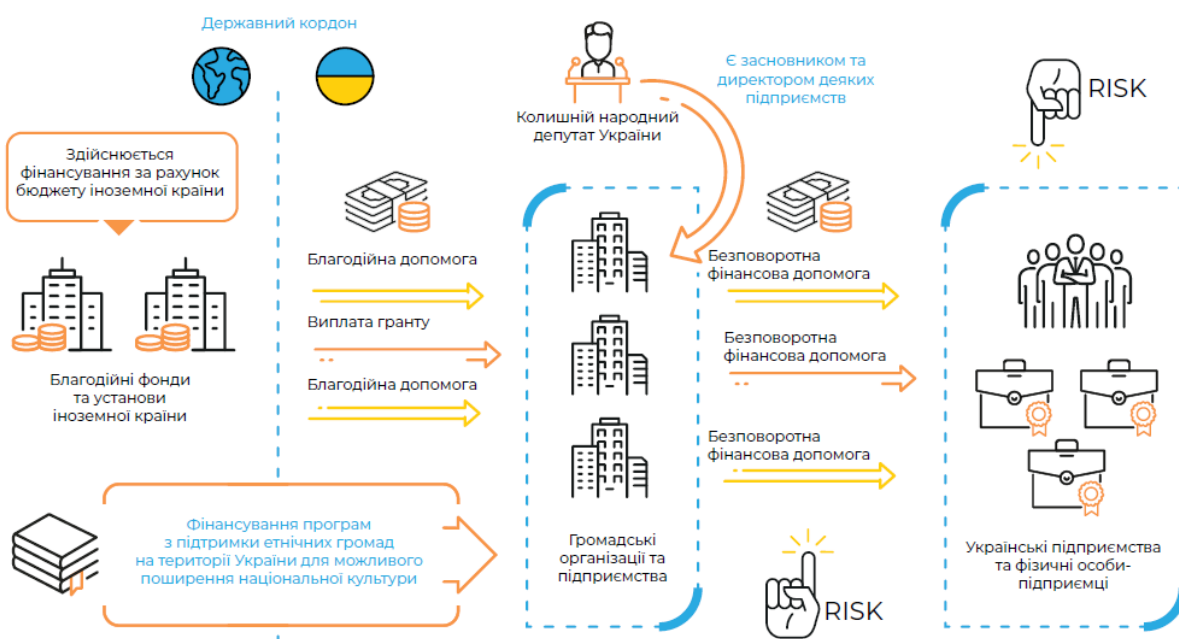 Державний кордон
Є засновником та
директором деяких
підприємств
RISK
Колишній народний
депутат України
Здійснюється
фінансування за рахунок
бюджету іноземної країни
Благодійна допомога
Безповоротна
фінансова допомога
Виплата гранту
Безповоротна
фінансова допомога
Благодійні фонди
та установи
іноземної країни
Благодійна допомога
Безповоротна
фінансова допомога
Фінансування програм
з підтримки етнічних громад
на території України для можливого
поширення національної культури
Громадські
організації та
підприємства
Українські підприємства
та фізичні особи-
підприємці
RISK